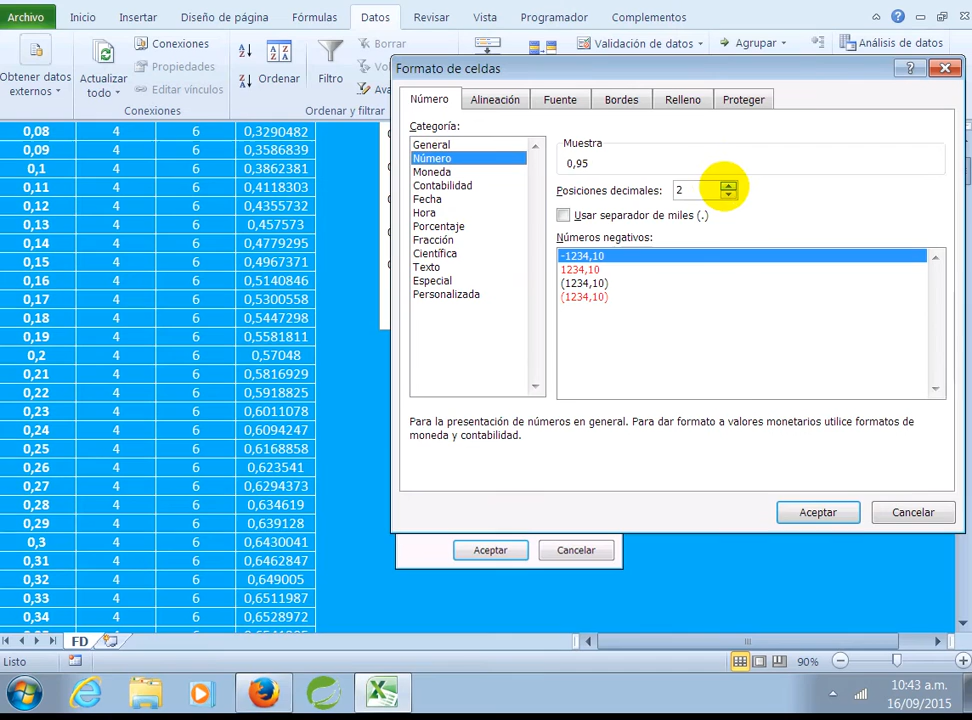 Archivo Inicio Insertar Diseño de página Fórmulas Datos Revisar Vista Programador Complementos
Obtener datos externos
Actualizar todo
Conexiones
Propiedades
Editar vínculos
Conexiones
Ordenar
Filtro
Borrar
Ordenar y filtrar
Validación de datos
Agrupar
Análisis de datos
Formato de celdas
Número Alineación Fuente Bordes Relleno Proteger
Categoría:
General
Número
Moneda
Contabilidad
Fecha
Hora
Porcentaje
Fracción
Científica
Texto
Especial
Personalizada
Muestra
0,95
Posiciones decimales: 2
Usar separador de miles (.)
Números negativos:
-1234,10
1234,10
(1234,10)
(1234,10)
Para la presentación de números en general. Para dar formato a valores monetarios utilice formatos de
moneda y contabilidad.
Aceptar Cancelar
Aceptar Cancelar
0,08 4 6 0,3290482
0,09 4 6 0,3586839
0,1 4 6 0,3862381
0,11 4 6 0,4118303
0,12 4 6 0,4355732
0,13 4 6 0,457573
0,14 4 6 0,4779295
0,15 4 6 0,4967371
0,16 4 6 0,5140846
0,17 4 6 0,5300558
0,18 4 6 0,5447298
0,19 4 6 0,5581811
0,2 4 6 0,57048
0,21 4 6 0,5816929
0,22 4 6 0,5918825
0,23 4 6 0,6011078
0,24 4 6 0,6094247
0,25 4 6 0,6168858
0,26 4 6 0,623541
0,27 4 6 0,6294373
0,28 4 6 0,634619
0,29 4 6 0,639128
0,3 4 6 0,6430041
0,31 4 6 0,6462847
0,32 4 6 0,649005
0,33 4 6 0,6511987
0,34 4 6 0,6528972
FD
Listo
90%
10:43 a.m.
16/09/2015